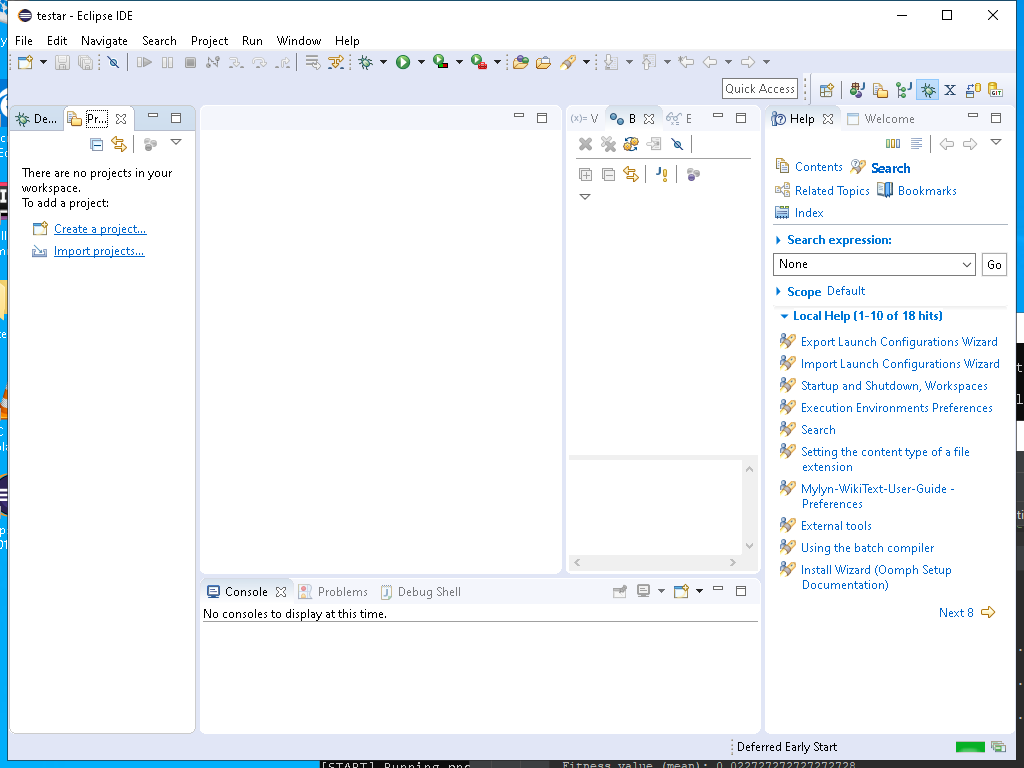 testar - Eclipse IDE
File Edit Navigate Search Project Run Window Help
Quick Access
De... Pr...
There are no projects in your
workspace.
To add a project:
Create a project...
Import projects...
(x)= V B E
Help Welcome
Contents Search
Related Topics Bookmarks
Index
Search expression:
None Go
Scope Default
Local Help (1-10 of 18 hits)
Export Launch Configurations Wizard
Import Launch Configurations Wizard
Startup and Shutdown, Workspaces
Execution Environments Preferences
Search
Setting the content type of a file
extension
Mylyn-WikiText-User-Guide -
Preferences
External tools
Using the batch compiler
Install Wizard (Oomph Setup
Documentation)
Next 8
Console Problems Debug Shell
No consoles to display at this time.
Deferred Early Start
[START] Running
Fitness value (mean): 0.022727272727272728